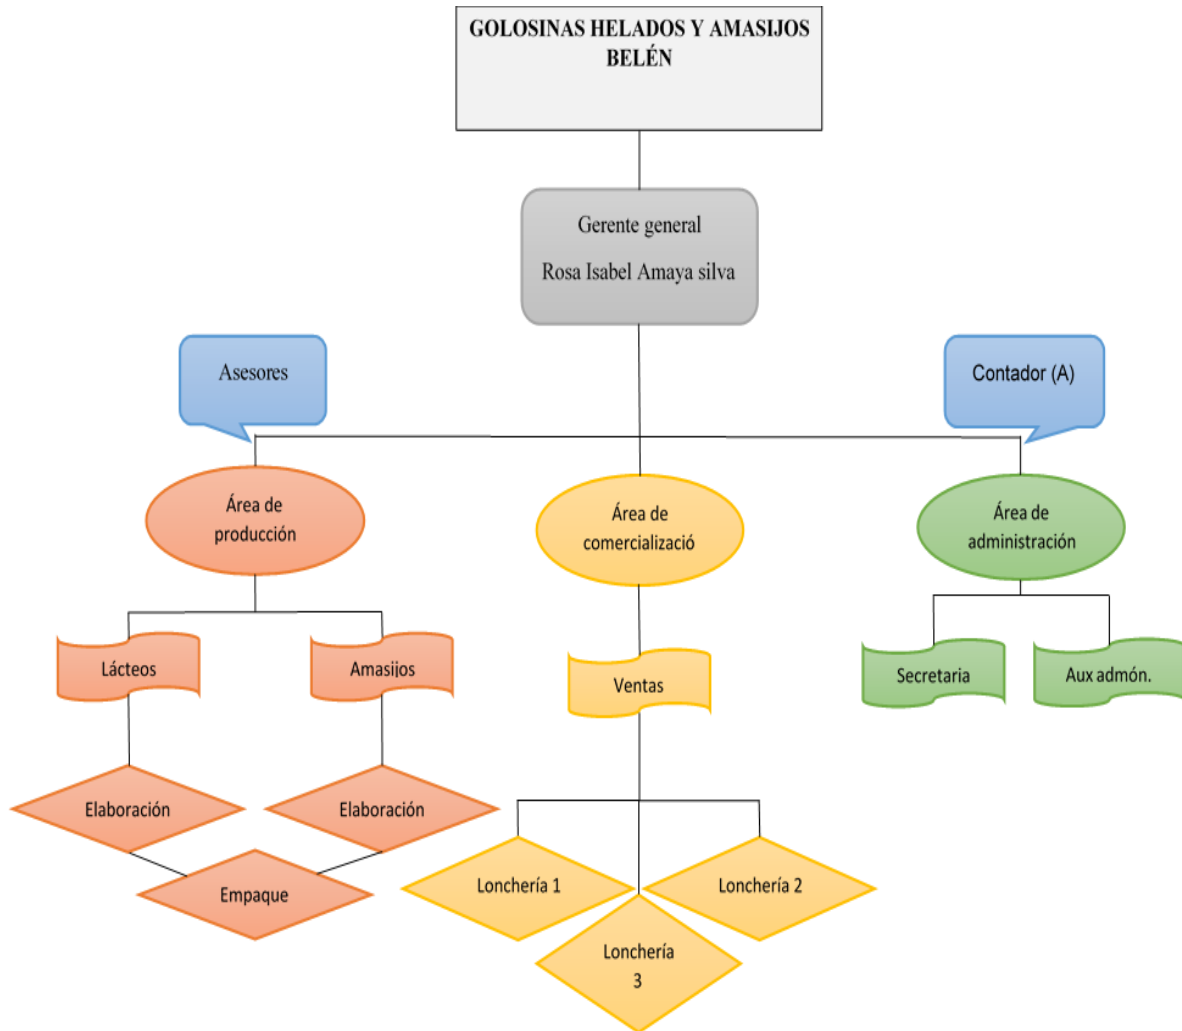 GOLOSINAS HELADOS Y AMASIJOS
BELÉN
Gerente general
Rosa Isabel Amaya silva
Asesores
Contador (A)
Área de
producción
Área de
comercializació
Área de
administración
Lácteos
Amasijos
Ventas
Secretaria
Aux admón.
Elaboración
Elaboración
Empaque
Lonchería 1
Lonchería 2
Lonchería
3